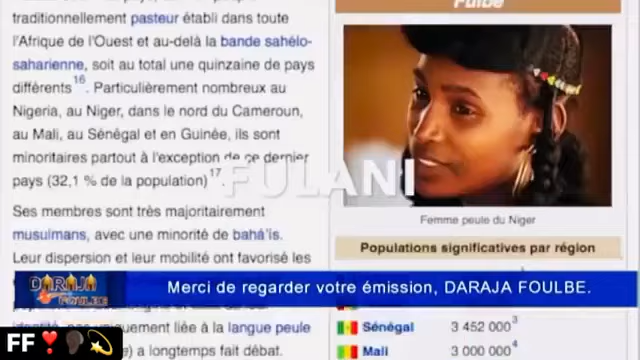 Fulbe
traditionnellement pasteur établi dans toute
l'Afrique de l'Ouest et au-delà la bande sahélo-
saharienne, soit au total une quinzaine de pays
différents16. Particulièrement nombreux au
Nigeria, au Niger, dans le nord du Cameroun,
au Mali, au Sénégal et en Guinée, ils sont
minoritaires partout à l'exception de ce dernier
pays (32,1 % de la population)17
FULANI
Ses membres sont très majoritairement
musulmans, avec une minorité de bahá'ís.
Leur dispersion et leur mobilité ont favorisé les
Femme peule du Niger
Populations significatives par région
DARAJA
FOULBE
Merci de regarder votre émission, DARAJA FOULBE.
uniquement liée à la langue peule
a longtemps fait débat.
Sénégal 3 452 0003
Mali 3 000 0004
FF